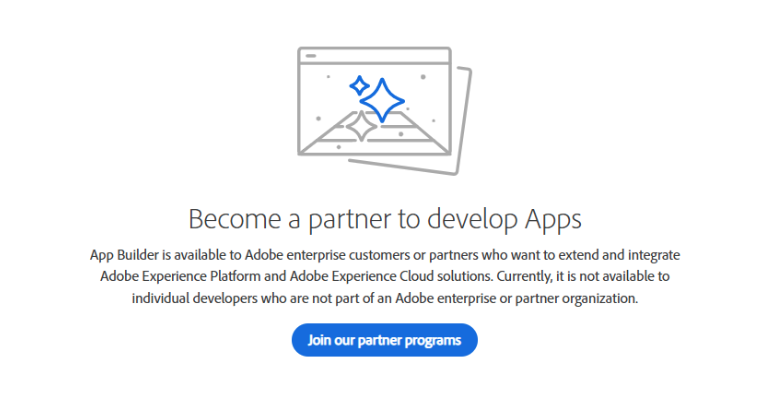 Become a partner to develop Apps
App Builder is available to Adobe enterprise customers or partners who want to extend and integrate
Adobe Experience Platform and Adobe Experience Cloud solutions. Currently, it is not available to
individual developers who are not part of an Adobe enterprise or partner organization.
Join our partner programs